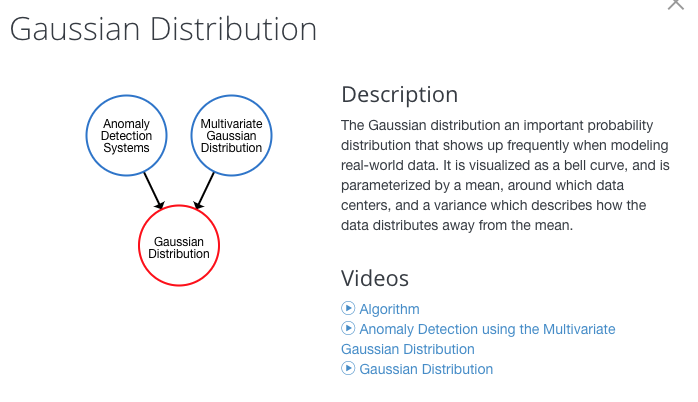 Gaussian Distribution
Anomaly
Detection
Systems
Multivariate
Gaussian
Distribution
Gaussian
Distribution
Description
The Gaussian distribution an important probability
distribution that shows up frequently when modeling
real-world data. It is visualized as a bell curve, and is
parameterized by a mean, around which data
centers, and a variance which describes how the
data distributes away from the mean.
Videos
Algorithm
Anomaly Detection using the Multivariate
Gaussian Distribution
Gaussian Distribution